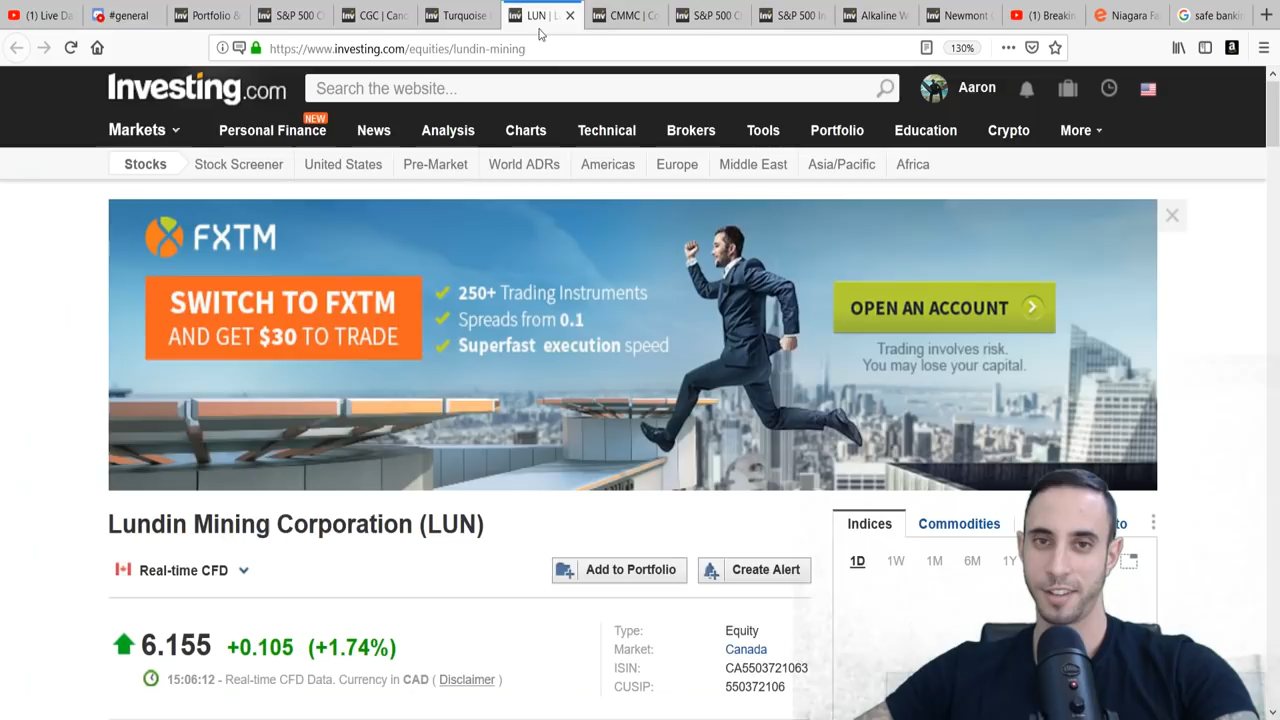 (1) Live Da
#general
Portfolio &
S&P 500 C
CGC | Can
Turquoise
LUN | L
CMMC | Co
S&P 500 C
S&P 500 In
Alkaline W
Newmont
(1) Breakin
Niagara Fa
safe bankin
https://www.investing.com/equities/lundin-mining
130%
Investing.com
Search the website...
Aaron
NEW
Markets
Personal Finance
News
Analysis
Charts
Technical
Brokers
Tools
Portfolio
Education
Crypto
More
Stocks
Stock Screener
United States
Pre-Market
World ADRs
Americas
Europe
Middle East
Asia/Pacific
Africa
FXTM
SWITCH TO FXTM
AND GET $30 TO TRADE
250+ Trading Instruments
Spreads from 0.1
Superfast execution speed
OPEN AN ACCOUNT
Trading involves risk.
You may lose your capital.
Lundin Mining Corporation (LUN)
Indices
Commodities
to
Real-time CFD
Add to Portfolio
Create Alert
1D
1W
1M
6M
1Y
6.155
+0.105
(+1.74%)
15:06:12 - Real-time CFD Data. Currency in CAD ( Disclaimer )
Type:
Equity
Market:
Canada
ISIN:
CA5503721063
CUSIP:
550372106